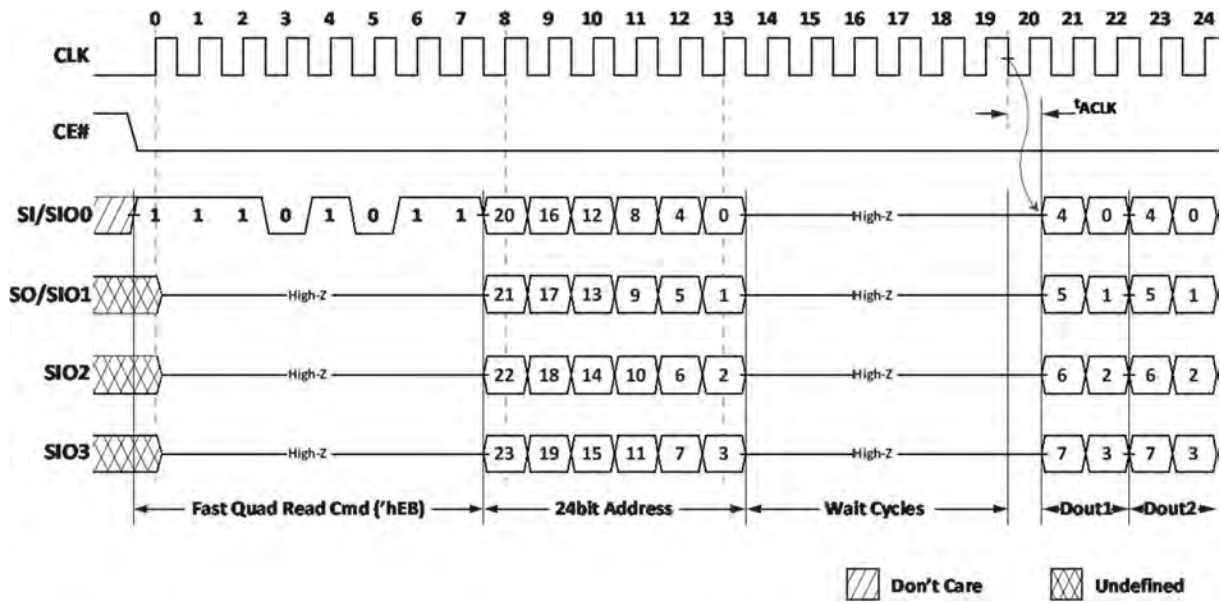 0 1 2 3 4 5 6 7 8 9 10 11 12 13 14 15 16 17 18 19 20 21 22 23 24
CLK
tACLK
CE#
SI/SIO0 1 1 1 0 1 0 1 1 20 16 12 8 4 0 High-Z 4 0 4 0
SO/SIO1 High-Z 21 17 13 9 5 1 High-Z 5 1 5 1
SIO2 High-Z 22 18 14 10 6 2 High-Z 6 2 6 2
SIO3 High-Z 23 19 15 11 7 3 High-Z 7 3 7 3
Fast Quad Read Cmd ('hEB) 24bit Address Wait Cycles Dout1 Dout2
Don't Care Undefined